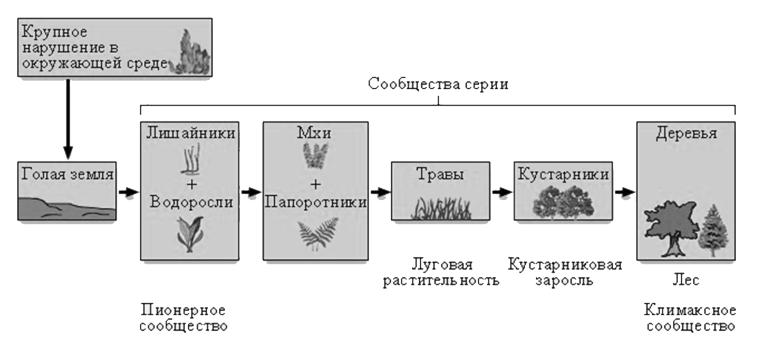 Крупное
нарушение в
окружающей среде
Сообщества серии
Голая земля
Лишайники
+
Водоросли
Мхи
+
Папоротники
Травы
Кустарники
Деревья
Луговая
растительность
Кустарниковая
заросль
Лес
Пионерное
сообщество
Климаксное
сообщество